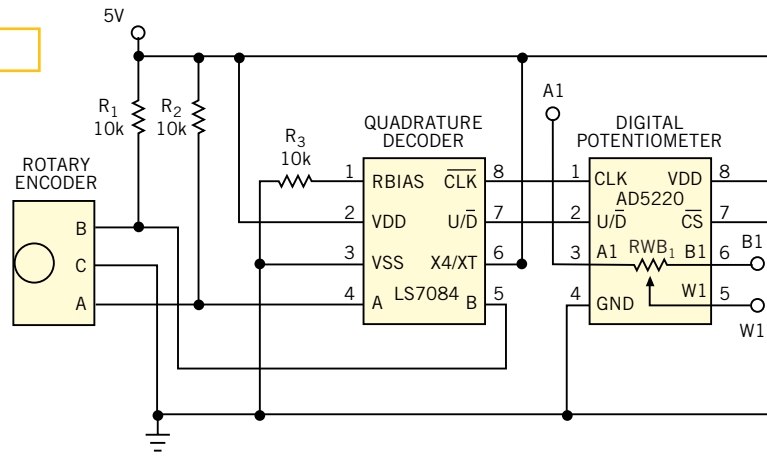 5V
A1
R1 10k
R2 10k
R3 10k
ROTARY
ENCODER
B
C
A
QUADRATURE
DECODER
1 RBIAS C̅L̅K̅ 8
2 VDD U/D̅ 7
3 VSS X4/XT 6
4 A LS7084 B 5
DIGITAL
POTENTIOMETER
1 CLK VDD 8
AD5220
2 U/D̅ C̅S̅ 7
3 A1 RWB1 B1 6
4 GND W1 5
B1
W1